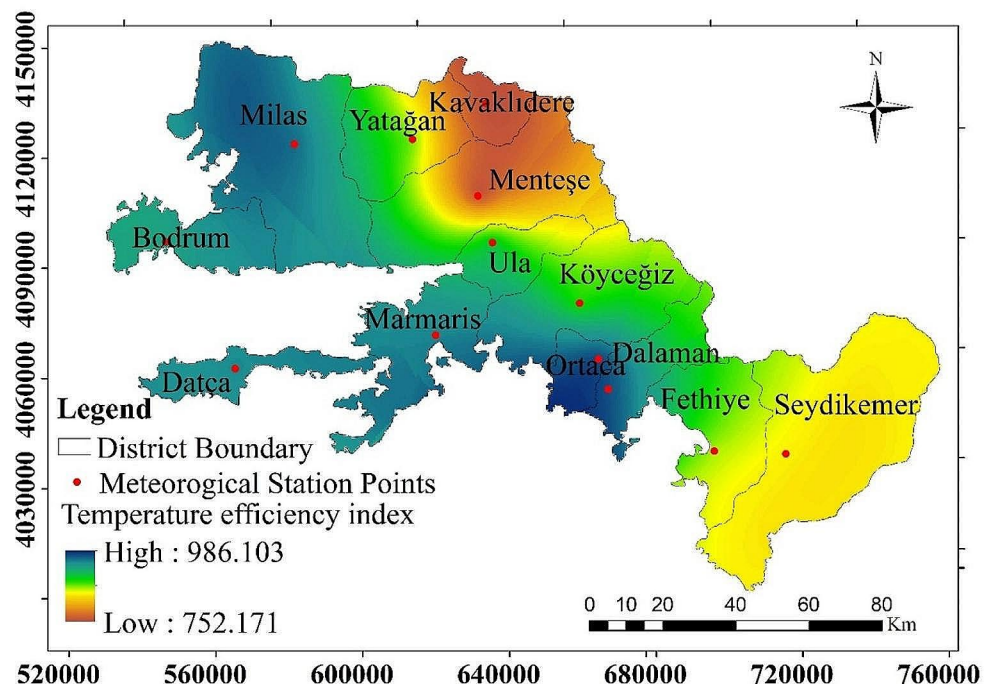 N
Kavaklıdere
Milas
Yatağan
Menteşe
Bodrum
Ula
Köyceğiz
Marmaris
Ortaca
Dalaman
Datça
Fethiye
Seydikemer
Legend
District Boundary
Meteorogical Station Points
Temperature efficiency index
High : 986.103
Low : 752.171
0 10 20 40 60 80
Km
4150000
4120000
4090000
4060000
4030000
520000 560000 600000 640000 680000 720000 760000